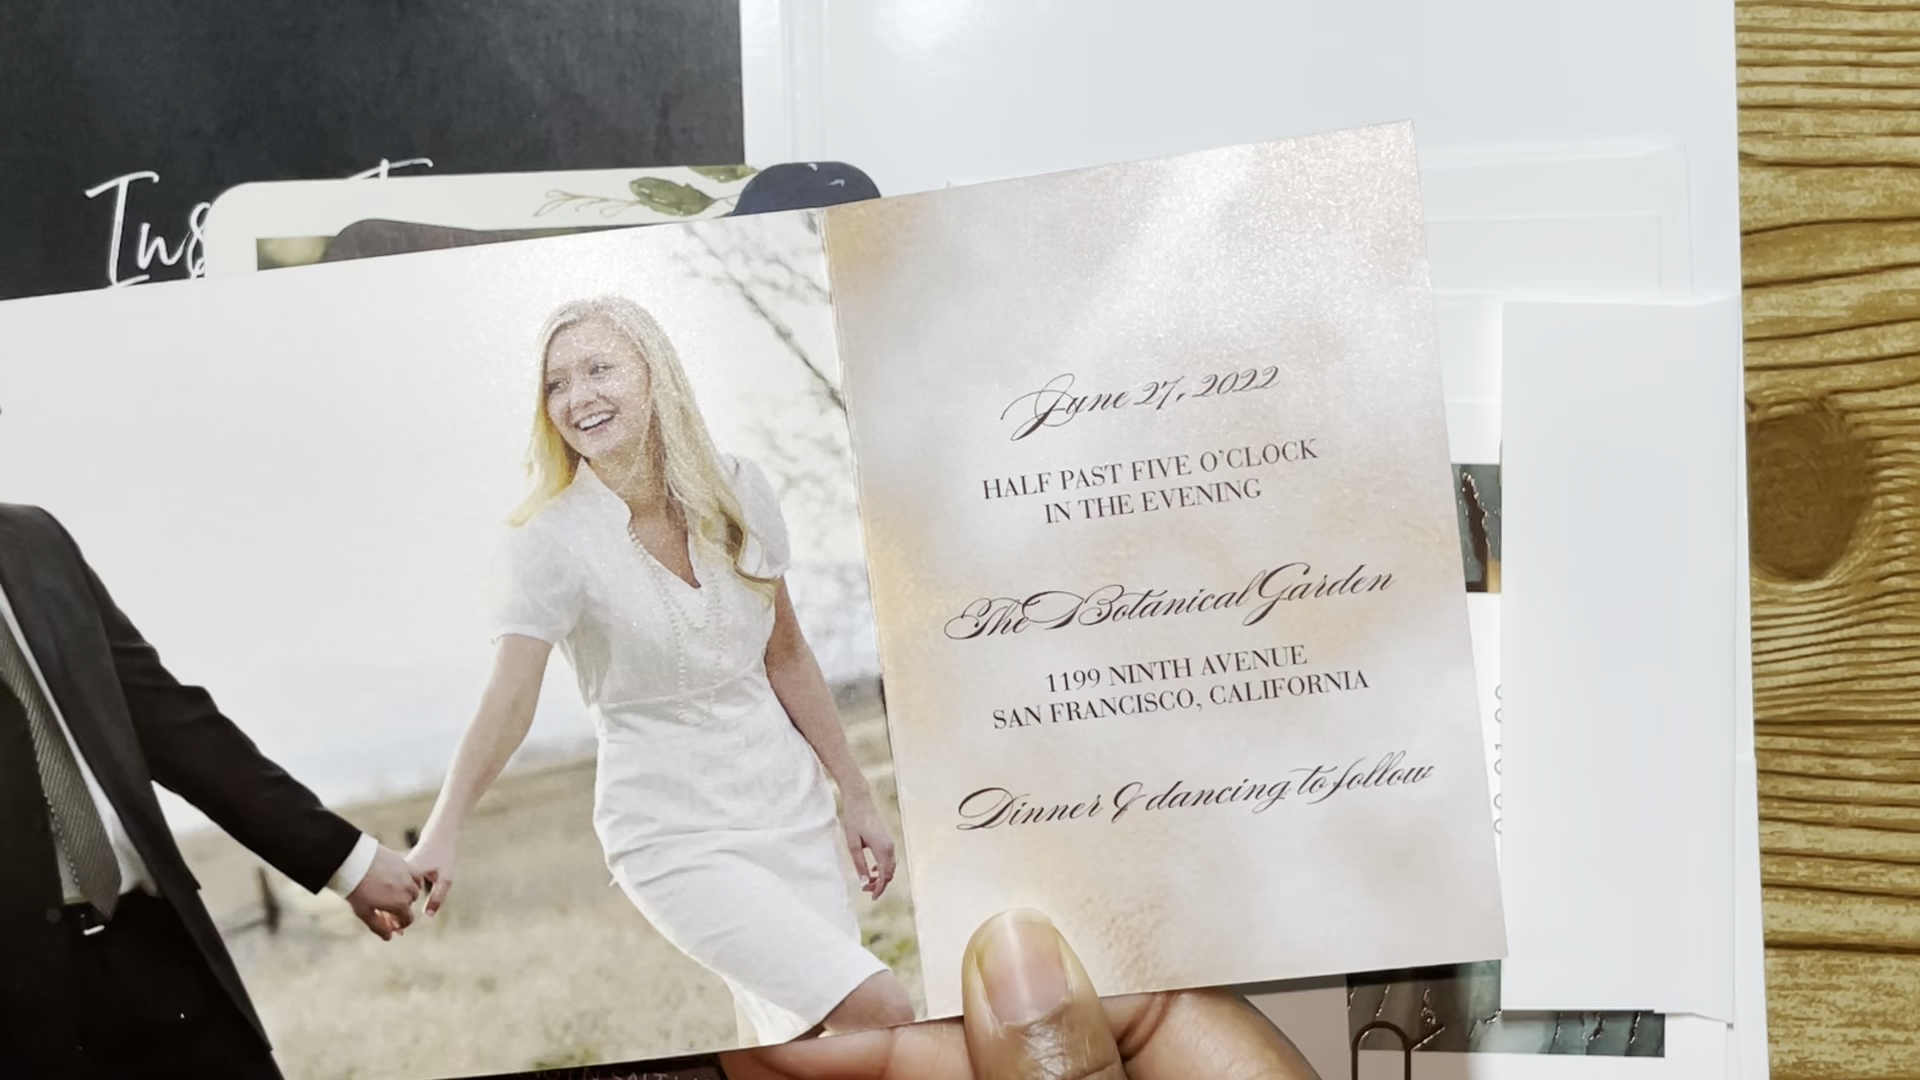 June 27, 2022
HALF PAST FIVE O'CLOCK
IN THE EVENING
The Botanical Garden
1199 NINTH AVENUE
SAN FRANCISCO, CALIFORNIA
Dinner & dancing to follow